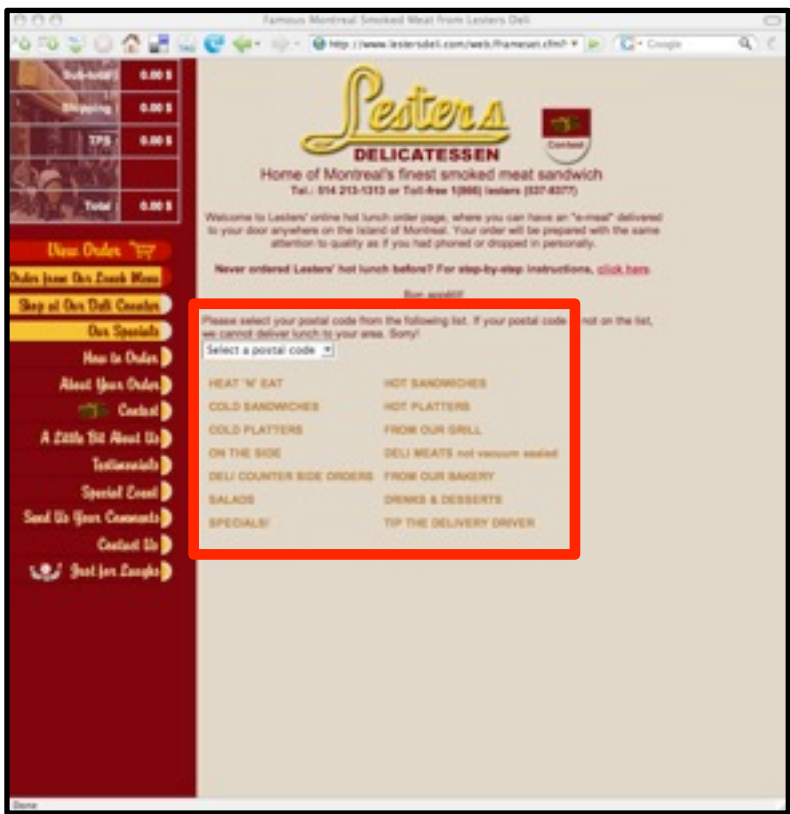 Famous Montreal Smoked Meat from Lesters Deli
Google
Sub-total: 0.00 $
Shipping: 0.00 $
TPS: 0.00 $
Total: 0.00 $
View Order
Order from Our Lunch Menu
Shop at Our Deli Counter
Our Specials
How to Order
About Your Order
Contest
A Little Bit About Us
Testimonials
Special Event
Send Us Your Comments
Contact Us
Just for Laughs
Lesters
DELICATESSEN
Contest
Home of Montreal's finest smoked meat sandwich
Tel.: 514 213-1313 or Toll-free 1(866) lesters (537-8377)
Welcome to Lesters' online hot lunch order page, where you can have an "e-meal" delivered
to your door anywhere on the Island of Montreal. Your order will be prepared with the same
attention to quality as if you had phoned or dropped in personally.
Never ordered Lesters' hot lunch before? For step-by-step instructions, click here.
Bon appétit!
Please select your postal code from the following list. If your postal code not on the list,
we cannot deliver lunch to your area. Sorry!
Select a postal code
HEAT 'N' EAT
HOT SANDWICHES
COLD SANDWICHES
HOT PLATTERS
COLD PLATTERS
FROM OUR GRILL
ON THE SIDE
DELI MEATS not vacuum sealed
DELI COUNTER SIDE ORDERS
FROM OUR BAKERY
SALADS
DRINKS & DESSERTS
SPECIALS!
TIP THE DELIVERY DRIVER
Done